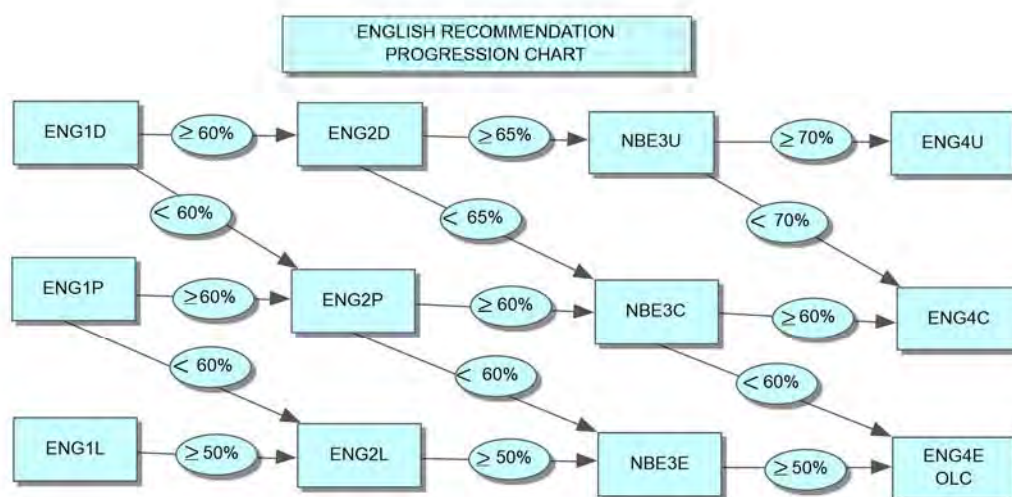 ENGLISH RECOMMENDATION
PROGRESSION CHART
ENG1D
≥ 60%
ENG2D
≥ 65%
NBE3U
≥ 70%
ENG4U
< 60%
< 65%
< 70%
ENG1P
≥60%
ENG2P
≥ 60%
NBE3C
≥ 60%
ENG4C
< 60%
< 60%
< 60%
ENG1L
≥ 50%
ENG2L
≥ 50%
NBE3E
≥ 50%
ENG4E
OLC